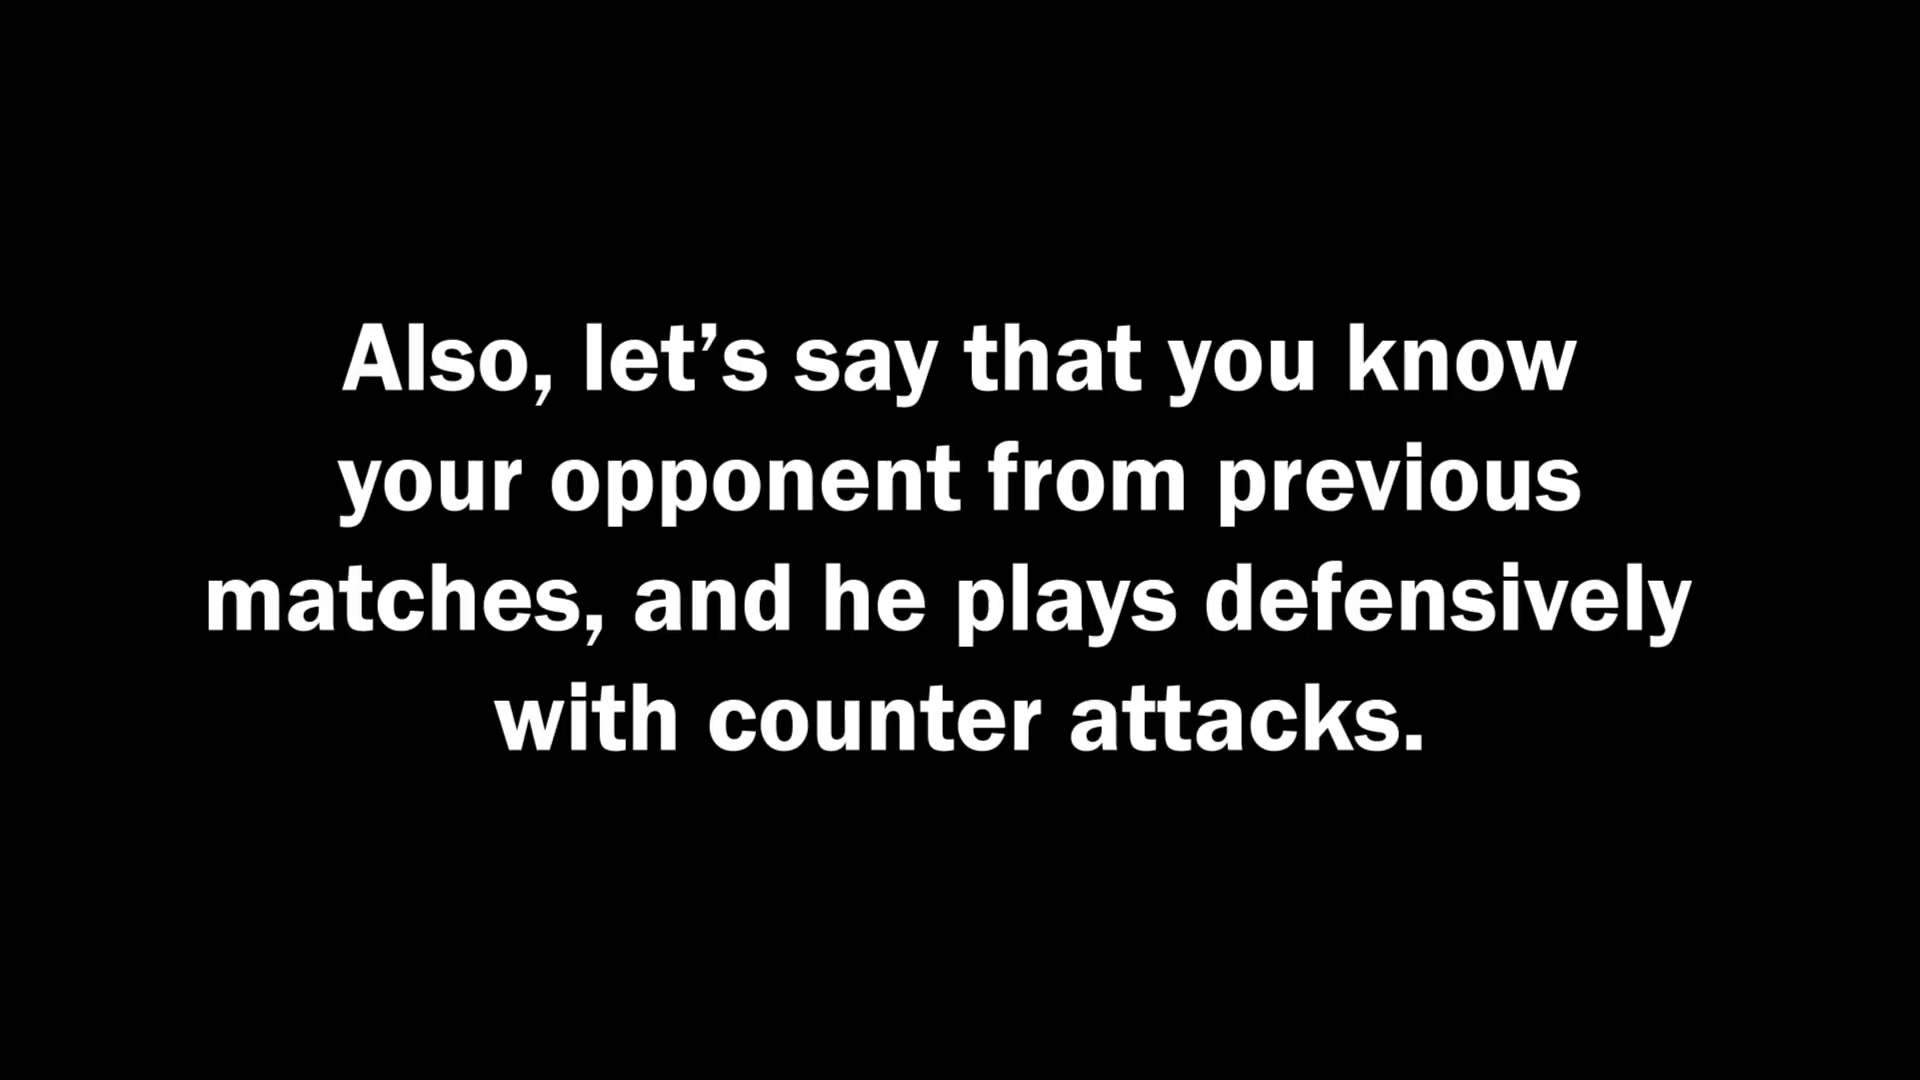 Also, let’s say that you know
your opponent from previous
matches, and he plays defensively
with counter attacks.